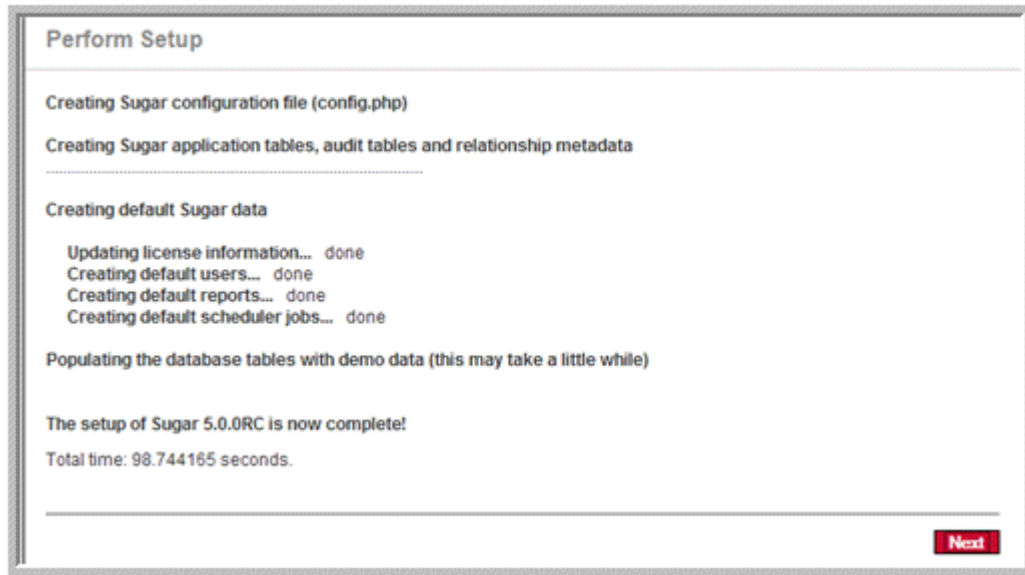 Perform Setup
Creating Sugar configuration file (config.php)
Creating Sugar application tables, audit tables and relationship metadata
Creating default Sugar data
Updating license information... done
Creating default users... done
Creating default reports... done
Creating default scheduler jobs... done
Populating the database tables with demo data (this may take a little while)
The setup of Sugar 5.0.0RC is now complete!
Total time: 98.744165 seconds.
Next